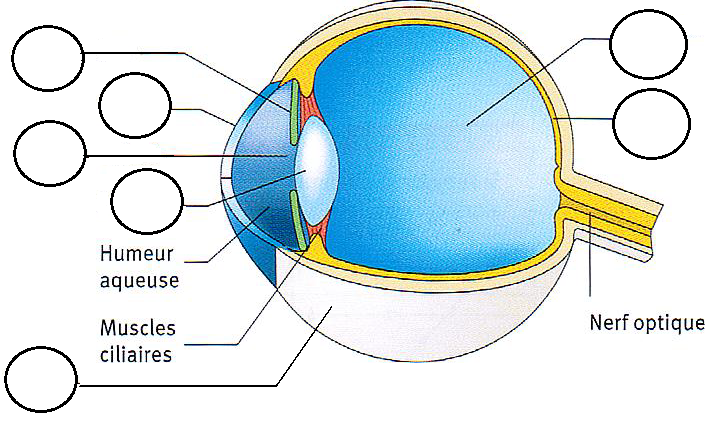 Humeur
aqueuse
Muscles
ciliaires
Nerf optique